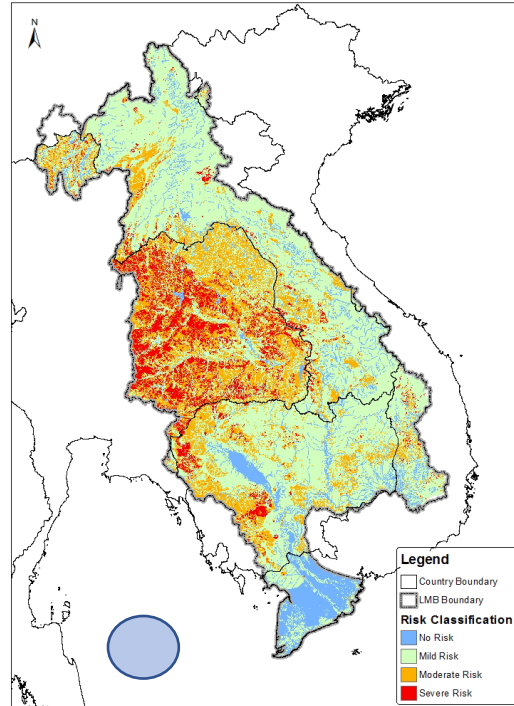 N
Legend
Country Boundary
LMB Boundary
Risk Classification
No Risk
Mild Risk
Moderate Risk
Severe Risk